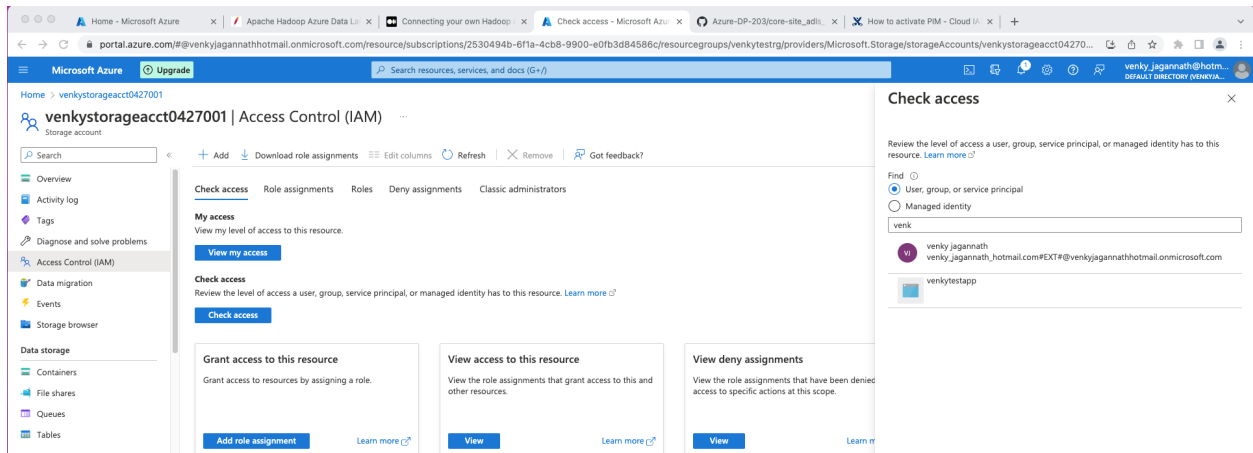 Home - Microsoft Azure
Apache Hadoop Azure Data La
Connecting your own Hadoop
Check access - Microsoft Azur
Azure-DP-203/core-site_adls_
How to activate PIM - Cloud IA
portal.azure.com/#@venkyjagannathhotmail.onmicrosoft.com/resource/subscriptions/2530494b-6f1a-4cb8-9900-e0fb3d84586c/resourcegroups/venkytestrg/providers/Microsoft.Storage/storageAccounts/venkystorageacct04270...
Microsoft Azure
Upgrade
Search resources, services, and docs (G+/)
venky_jagannath@hotm...
DEFAULT DIRECTORY (VENKYJA...
Home > venkystorageacct0427001
venkystorageacct0427001 | Access Control (IAM) ...
Storage account
Search
Overview
Activity log
Tags
Diagnose and solve problems
Access Control (IAM)
Data migration
Events
Storage browser
Data storage
Containers
File shares
Queues
Tables
Add
Download role assignments
Edit columns
Refresh
Remove
Got feedback?
Check access
Role assignments
Roles
Deny assignments
Classic administrators
My access
View my level of access to this resource.
View my access
Check access
Review the level of access a user, group, service principal, or managed identity has to this resource. Learn more
Check access
Grant access to this resource
Grant access to resources by assigning a role.
Add role assignment
Learn more
View access to this resource
View the role assignments that grant access to this and
other resources.
View
Learn more
View deny assignments
View the role assignments that have been denied
access to specific actions at this scope.
View
Learn m
Check access
Review the level of access a user, group, service principal, or managed identity has to this
resource. Learn more
Find
User, group, or service principal
Managed identity
venk
VJ
venky jagannath
venky_jagannath_hotmail.com#EXT#@venkyjagannathhotmail.onmicrosoft.com
venkytestapp